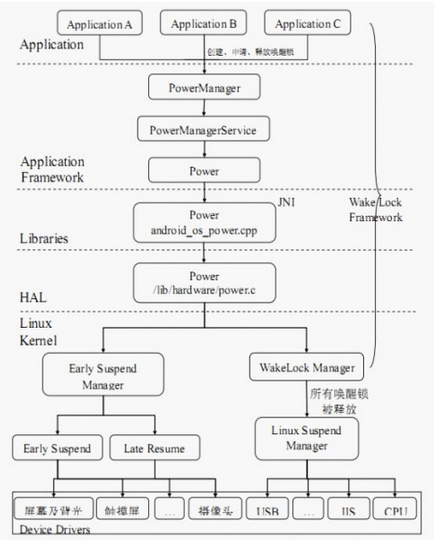 Application A
Application B
Application C
Application
创建、申请、释放唤醒锁
PowerManager
PowerManagerService
Application
Framework
Power
JNI
Power
android_os_power.cpp
Wake Lock
Framework
Libraries
Power
/lib/hardware/power.c
HAL
Linux
Kernel
Early Suspend
Manager
WakeLock Manager
所有唤醒锁
被释放
Linux Suspend
Manager
Early Suspend
Late Resume
屏幕及背光
触摸屏
...
摄像头
USB
...
IIS
CPU
Device Drivers